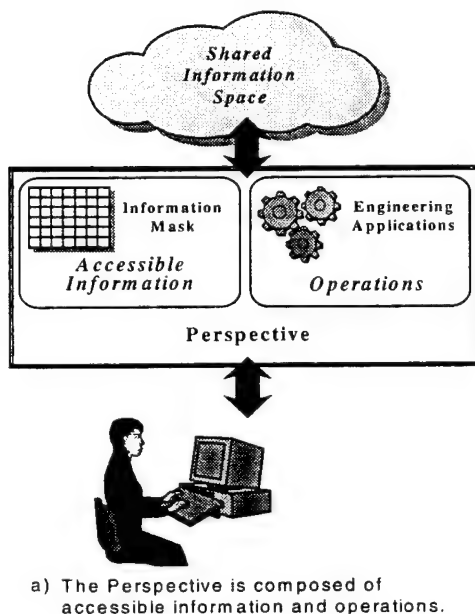 Shared
Information
Space
Information
Mask
Accessible
Information
Engineering
Applications
Operations
Perspective
a) The Perspective is composed of
accessible information and operations.